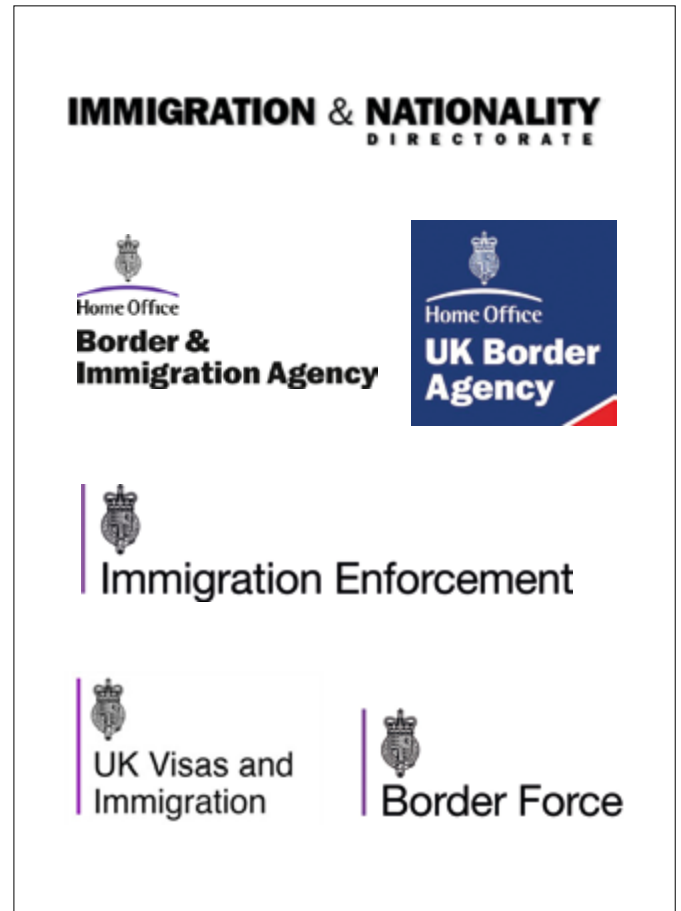 IMMIGRATION & NATIONALITY
DIRECTORATE
Home Office
Border &
Immigration Agency
Home Office
UK Border
Agency
Immigration Enforcement
UK Visas and
Immigration
Border Force